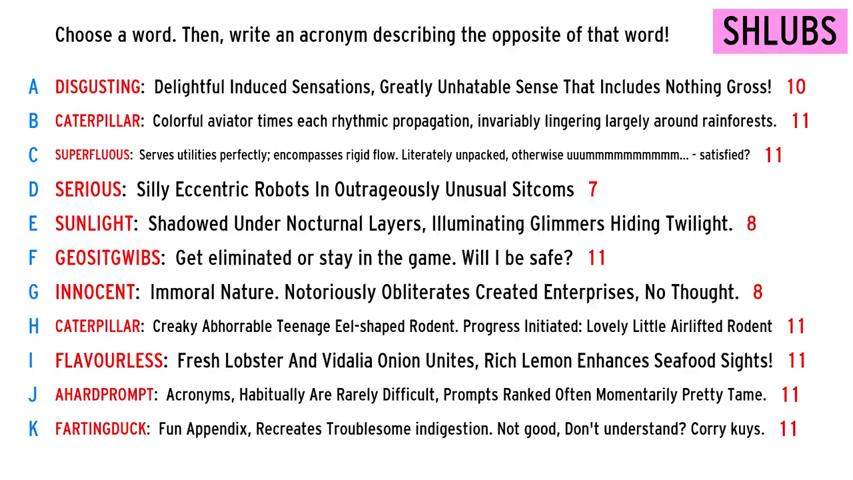 Choose a word. Then, write an acronym describing the opposite of that word!
SHLUBS
A DISGUSTING: Delightful Induced Sensations, Greatly Unhatable Sense That Includes Nothing Gross! 10
B CATERPILLAR: Colorful aviator times each rhythmic propagation, invariably lingering largely around rainforests. 11
C SUPERFLUOUS: Serves utilities perfectly; encompasses rigid flow. Literately unpacked, otherwise uuummmmmmmmmm... - satisfied? 11
D SERIOUS: Silly Eccentric Robots In Outrageously Unusual Sitcoms 7
E SUNLIGHT: Shadowed Under Nocturnal Layers, Illuminating Glimmers Hiding Twilight. 8
F GEOSITGWIBS: Get eliminated or stay in the game. Will I be safe? 11
G INNOCENT: Immoral Nature. Notoriously Obliterates Created Enterprises, No Thought. 8
H CATERPILLAR: Creaky Abhorrable Teenage Eel-shaped Rodent. Progress Initiated: Lovely Little Airlifted Rodent 11
I FLAVOURLESS: Fresh Lobster And Vidalia Onion Unites, Rich Lemon Enhances Seafood Sights! 11
J AHARDPROMPT: Acronyms, Habitually Are Rarely Difficult, Prompts Ranked Often Momentarily Pretty Tame. 11
K FARTINGDUCK: Fun Appendix, Recreates Troublesome indigestion. Not good, Don't understand? Corry kuys. 11